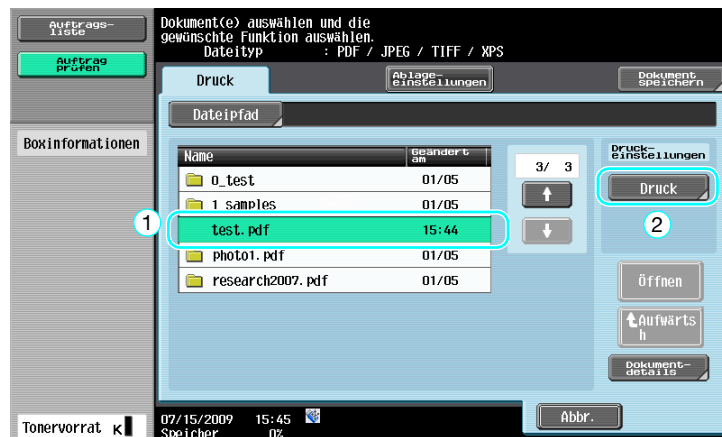 Auftrags-
liste
Auftrag
prüfen
Dokument(e) auswählen und die
gewünschte Funktion auswählen.
Dateityp : PDF / JPEG / TIFF / XPS
Druck
Ablage-
einstellungen
Dokument
speichern
Dateipfad
Boxinformationen
Name Geändert
am
0_test 01/05
1_samples 01/05
1 test.pdf 15:44
photo1.pdf 01/05
research2007.pdf 01/05
3/ 3
Druck-
einstellungen
Druck
2
Öffnen
Aufwärts
h
Dokument-
details
Tonervorrat K
07/15/2009 15:45
Speicher 0%
Abbr.